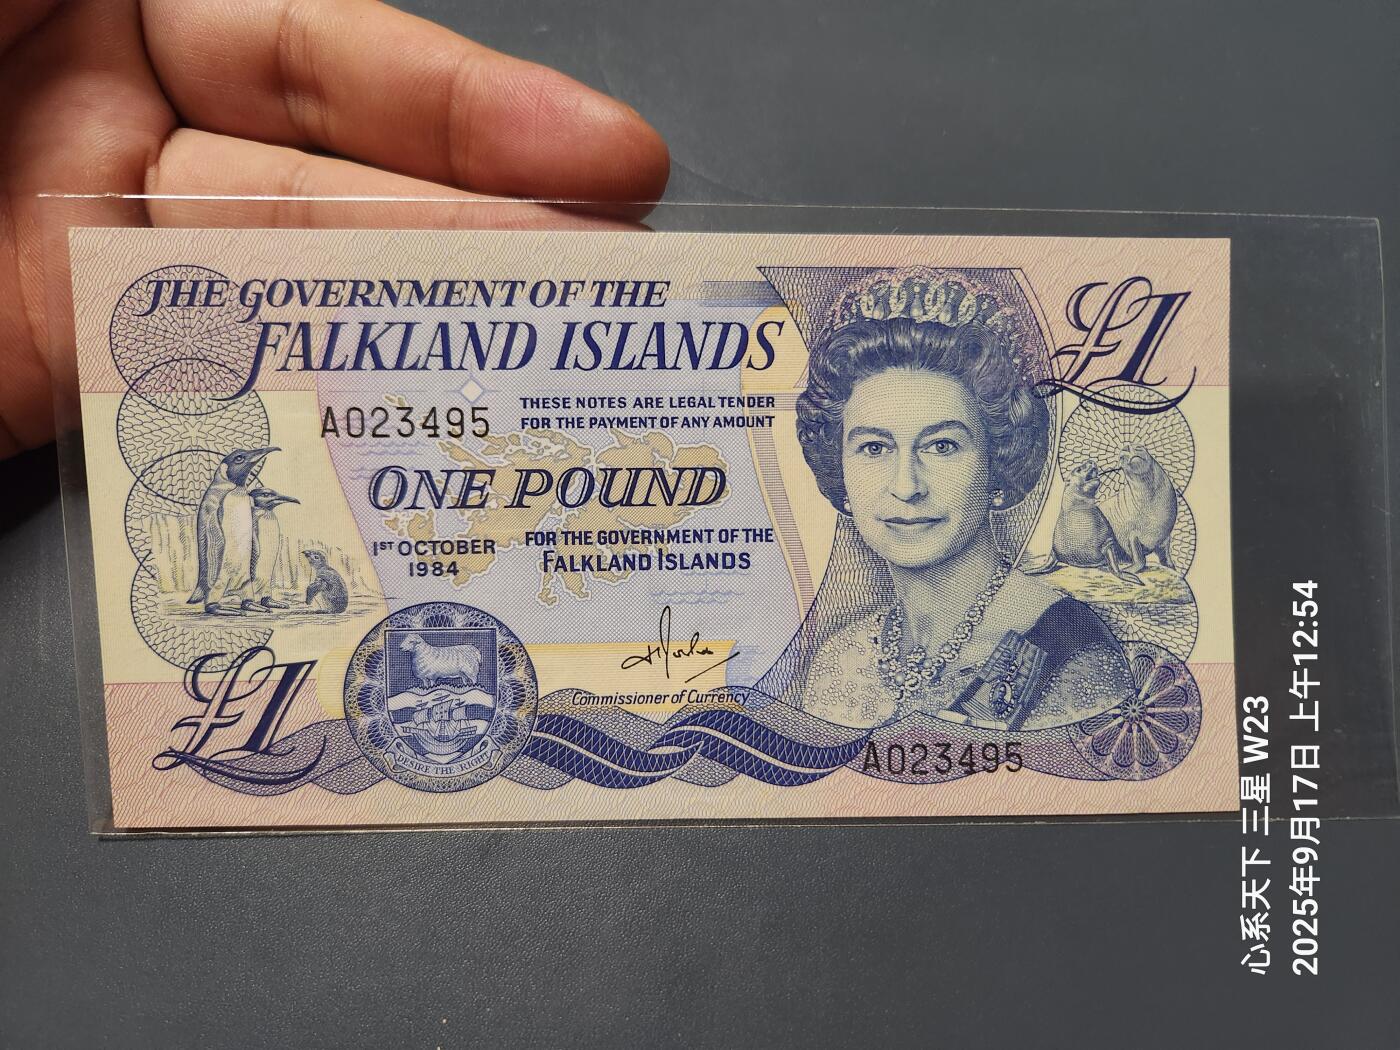 THE GOVERNMENT OF THE
FALKLAND ISLANDS
£1
A023495
THESE NOTES ARE LEGAL TENDER
FOR THE PAYMENT OF ANY AMOUNT
ONE POUND
1ST OCTOBER
1984
FOR THE GOVERNMENT OF THE
FALKLAND ISLANDS
Commissioner of Currency
£1
DESIRE THE RIGHT
A023495
心系天下 三星 W23
2025年9月17日 上午12:54